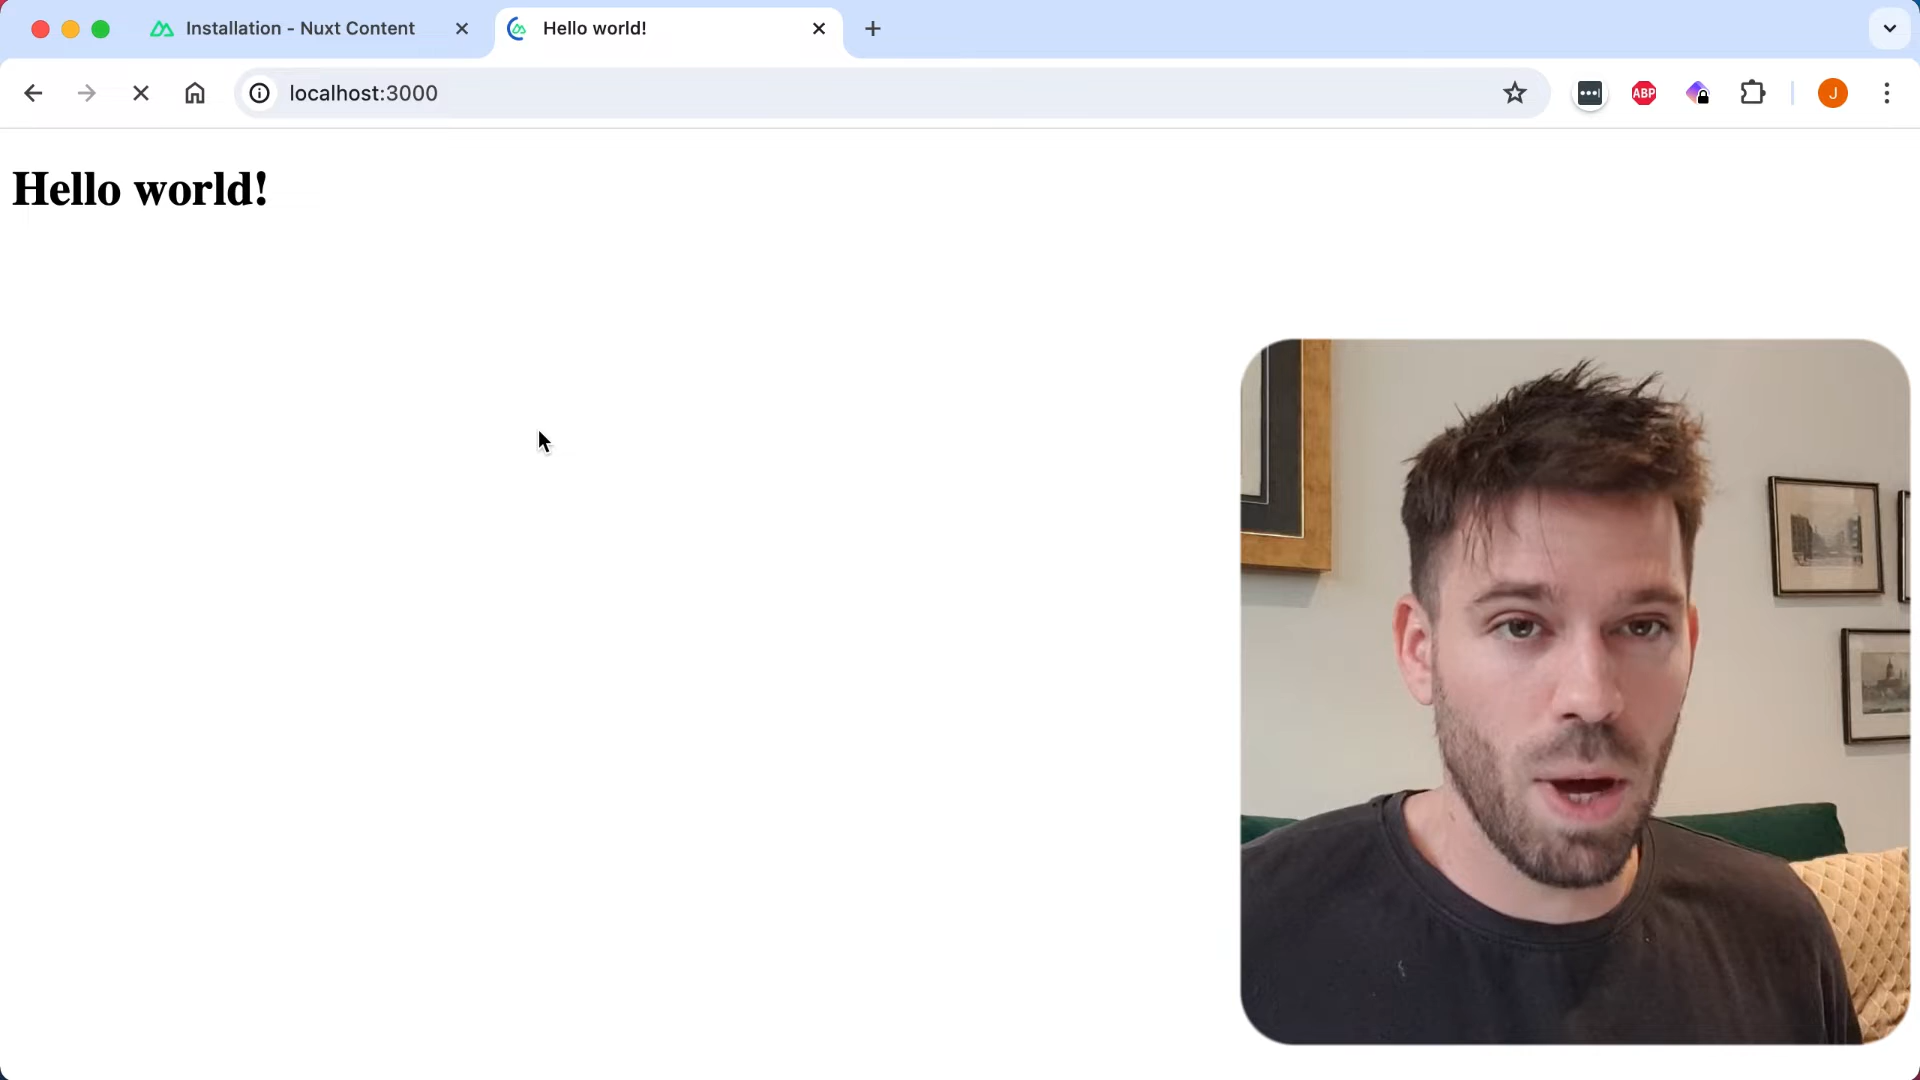 Installation - Nuxt Content
Hello world!
localhost:3000
ABP
J
Hello world!